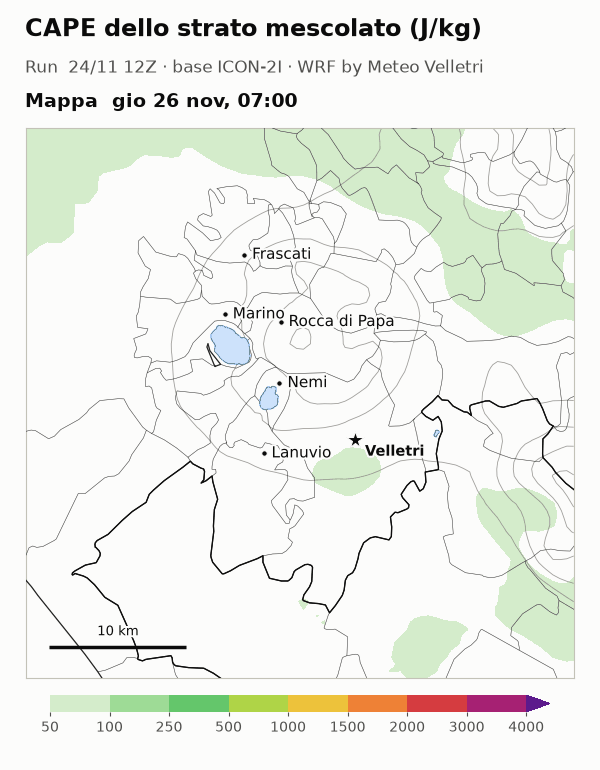 CAPE dello strato mescolato (J/kg)
Run  24/11 12Z · base ICON-2I · WRF by Meteo Velletri
Mappa  gio 26 nov, 07:00
Frascati
Marino
Rocca di Papa
Nemi
Velletri
Lanuvio
10 km
50 100 250 500 1000 1500 2000 3000 4000